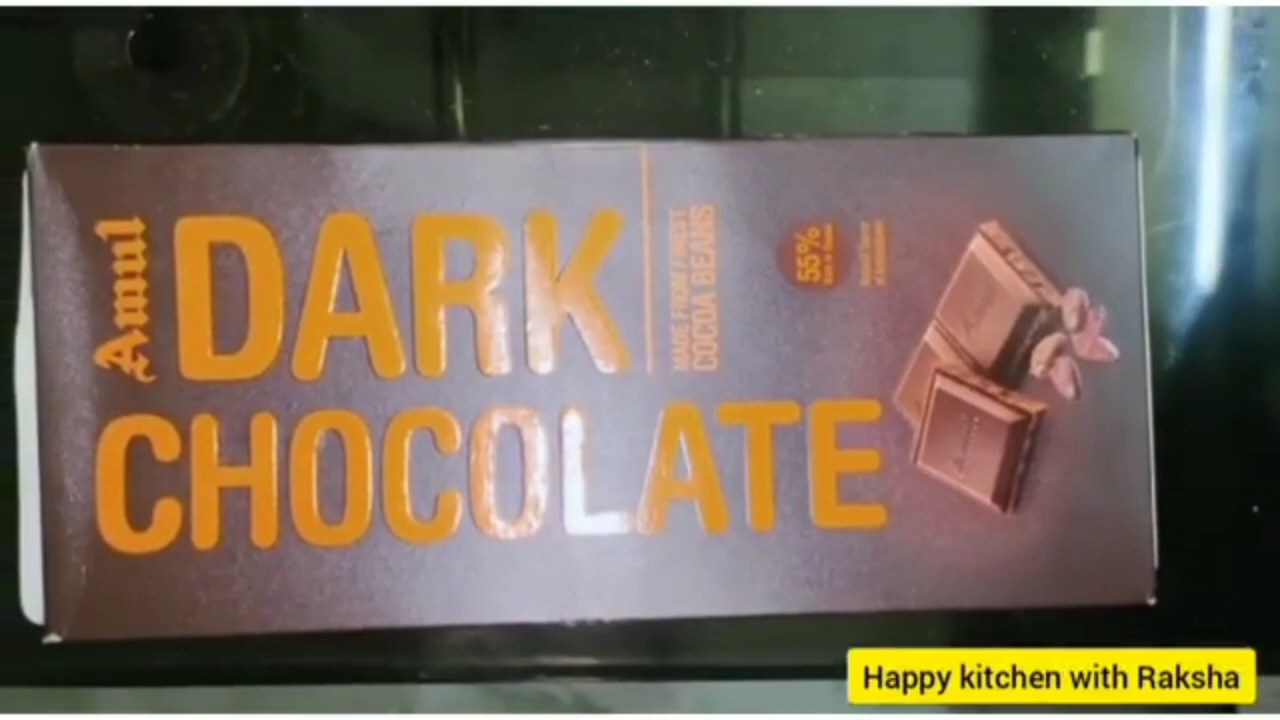 Amul
DARK
CHOCOLATE
MADE FROM FINEST
COCOA BEANS
55%
Happy kitchen with Raksha